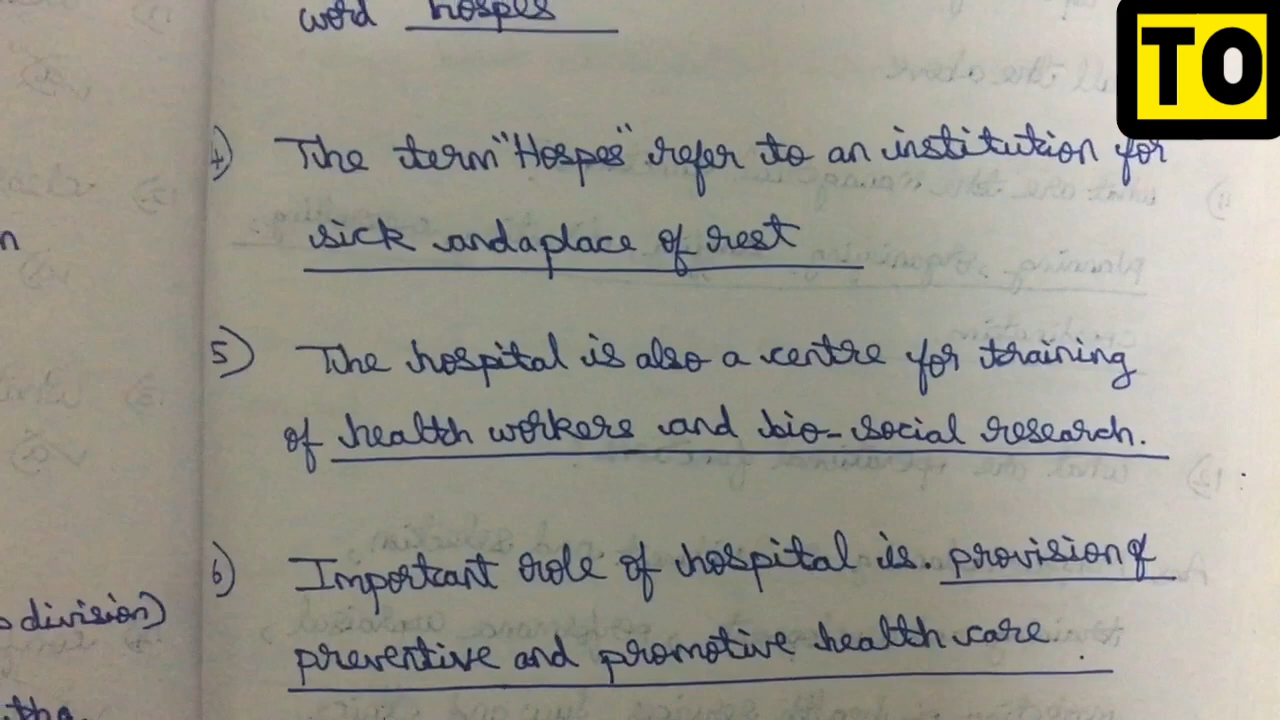 word hospes
TO
4) The term "Hospes" refer to an institution for
sick and a place of rest
5) The hospital is also a centre for training
of health workers and bio-social research.
6) Important role of hospital is. provision of
preventive and promotive health care.
n
division)
the